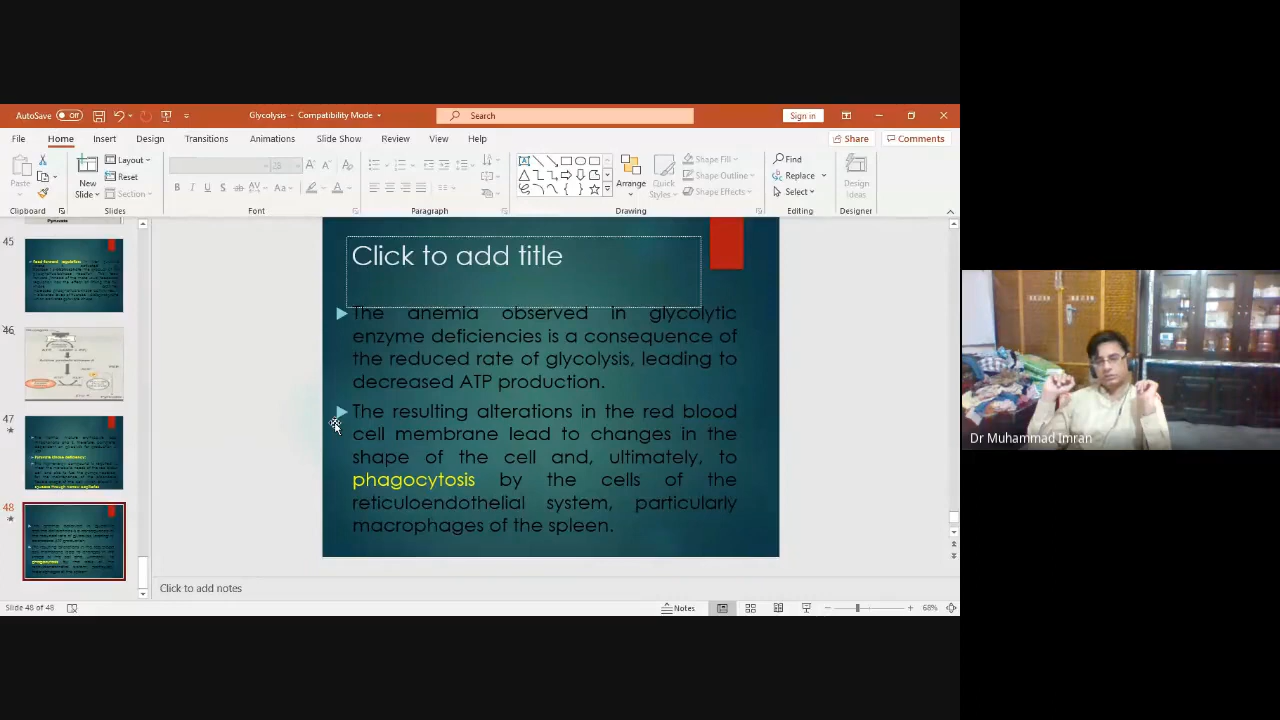 AutoSave Off
Glycolysis - Compatibility Mode
Search
Sign in
File Home Insert Design Transitions Animations Slide Show Review View Help
Share Comments
Paste
New
Slide
Layout
Reset
Section
28
Arrange
Quick
Styles
Shape Fill
Shape Outline
Shape Effects
Find
Replace
Select
Design
Ideas
Clipboard Slides Font Paragraph Drawing Editing Designer
45
46
47
48
Click to add title
The anemia observed in glycolytic
enzyme deficiencies is a consequence of
the reduced rate of glycolysis, leading to
decreased ATP production.
The resulting alterations in the red blood
cell membrane lead to changes in the
shape of the cell and, ultimately, to
phagocytosis by the cells of the
reticuloendothelial system, particularly
macrophages of the spleen.
Click to add notes
Slide 48 of 48
Notes
68%
Dr Muhammad Imran